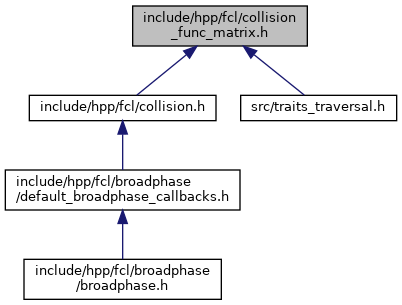 include/hpp/fcl/collision
_func_matrix.h
include/hpp/fcl/collision.h
src/traits_traversal.h
include/hpp/fcl/broadphase
/default_broadphase_callbacks.h
include/hpp/fcl/broadphase
/broadphase.h